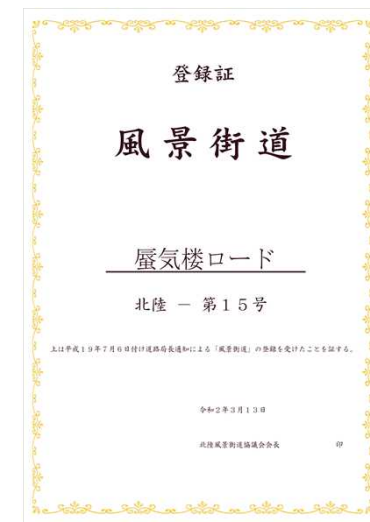 登録証
風景街道
蜃気楼ロード
北陸 － 第１５号
上は平成１９年７月６日付け道路局長通知による「風景街道」の登録を受けたことを証する。
令和２年３月１３日
北陸風景街道協議会会長 印